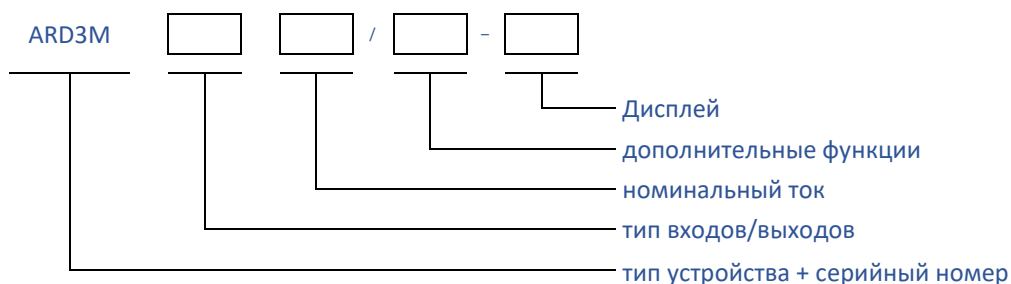 ARD3M / –
Дисплей
дополнительные функции
номинальный ток
тип входов/выходов
тип устройства + серийный номер